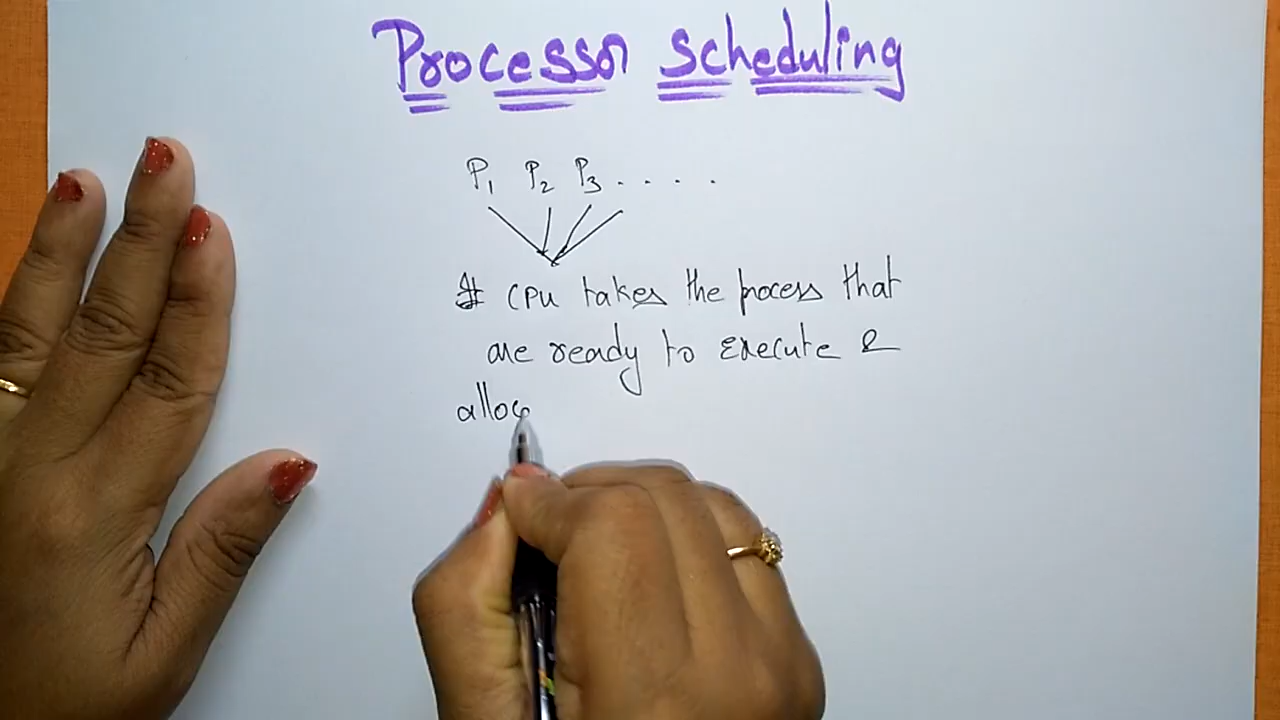 Processor Scheduling
P1 P2 P3 . . . .
# CPU takes the process that
are ready to execute &
alloc